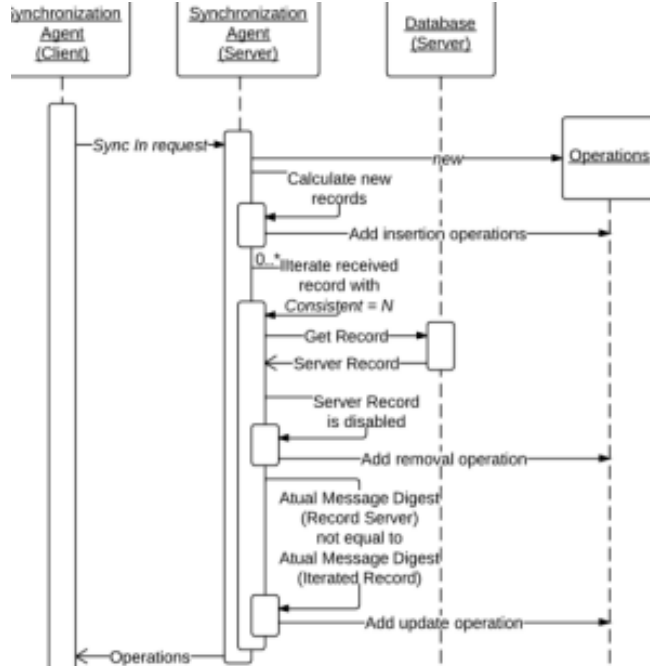 Synchronization
Agent
(Client)
Synchronization
Agent
(Server)
Database
(Server)
Sync In request
new
Operations
Calculate new
records
Add insertion operations
0..*
IIterate received
record with
Consistent = N
Get Record
Server Record
Server Record
is disabled
Add removal operation
Atual Message Digest
(Record Server)
not equal to
Atual Message Digest
(Iterated Record)
Add update operation
Operations